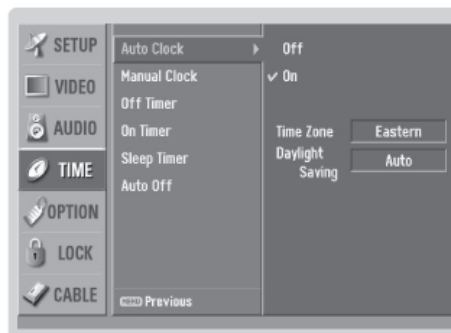 SETUP
VIDEO
AUDIO
TIME
OPTION
LOCK
CABLE
Auto Clock
Manual Clock
Off Timer
On Timer
Sleep Timer
Auto Off
MENU Previous
Off
✓ On
Time Zone Eastern
Daylight
Saving Auto